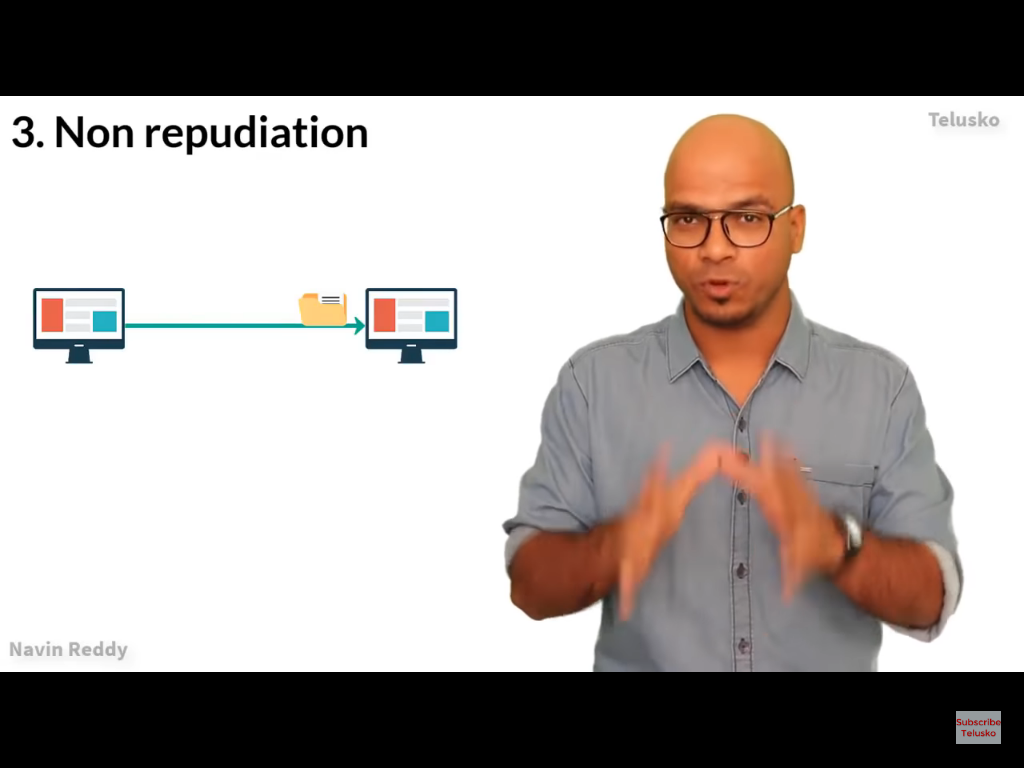 3. Non repudiation
Telusko
Navin Reddy
Subscribe
Telusko